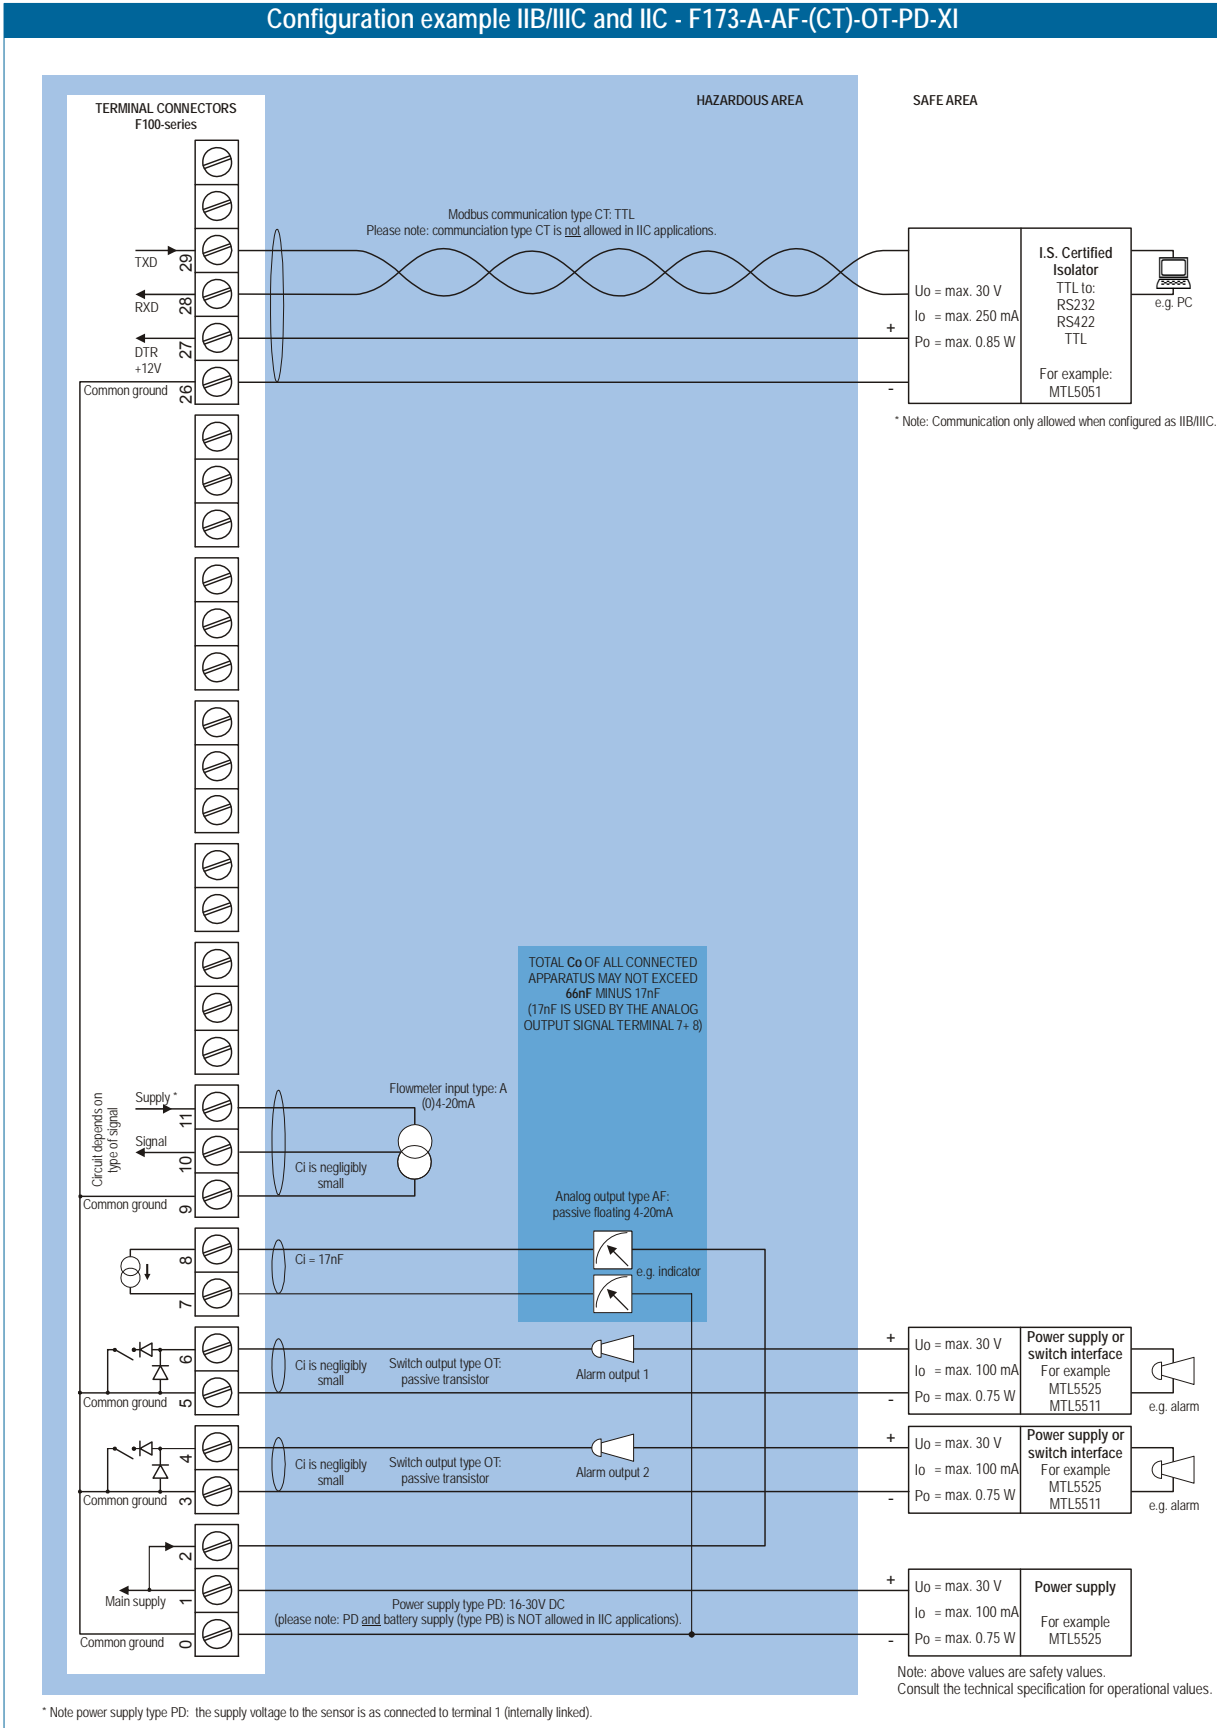 Configuration example IIB/IIIC and IIC - F173-A-AF-(CT)-OT-PD-XI
TERMINAL CONNECTORS
F100-series
HAZARDOUS AREA
SAFE AREA
Modbus communication type CT: TTL
Please note: communciation type CT is not allowed in IIC applications.
TXD
29
RXD
28
DTR
+12V
27
Common ground
26
+
-
Uo = max. 30 V
Io = max. 250 mA
Po = max. 0.85 W
I.S. Certified
Isolator
TTL to:
RS232
RS422
TTL
For example:
MTL5051
e.g. PC
* Note: Communication only allowed when configured as IIB/IIIC.
TOTAL Co OF ALL CONNECTED
APPARATUS MAY NOT EXCEED
66nF MINUS 17nF
(17nF IS USED BY THE ANALOG
OUTPUT SIGNAL TERMINAL 7+ 8)
Circuit depends on
type of signal
Supply *
11
Signal
10
Common ground
9
Flowmeter input type: A
(0)4-20mA
Ci is negligibly
small
Analog output type AF:
passive floating 4-20mA
8
Ci = 17nF
e.g. indicator
7
6
Ci is negligibly
small
Switch output type OT:
passive transistor
Alarm output 1
Common ground
5
+
-
Uo = max. 30 V
Io = max. 100 mA
Po = max. 0.75 W
Power supply or
switch interface
For example
MTL5525
MTL5511
e.g. alarm
4
Ci is negligibly
small
Switch output type OT:
passive transistor
Alarm output 2
Common ground
3
+
-
Uo = max. 30 V
Io = max. 100 mA
Po = max. 0.75 W
Power supply or
switch interface
For example
MTL5525
MTL5511
e.g. alarm
2
Main supply
1
Power supply type PD: 16-30V DC
(please note: PD and battery supply (type PB) is NOT allowed in IIC applications).
Common ground
0
+
-
Uo = max. 30 V
Io = max. 100 mA
Po = max. 0.75 W
Power supply
For example
MTL5525
Note: above values are safety values.
Consult the technical specification for operational values.
* Note power supply type PD: the supply voltage to the sensor is as connected to terminal 1 (internally linked).